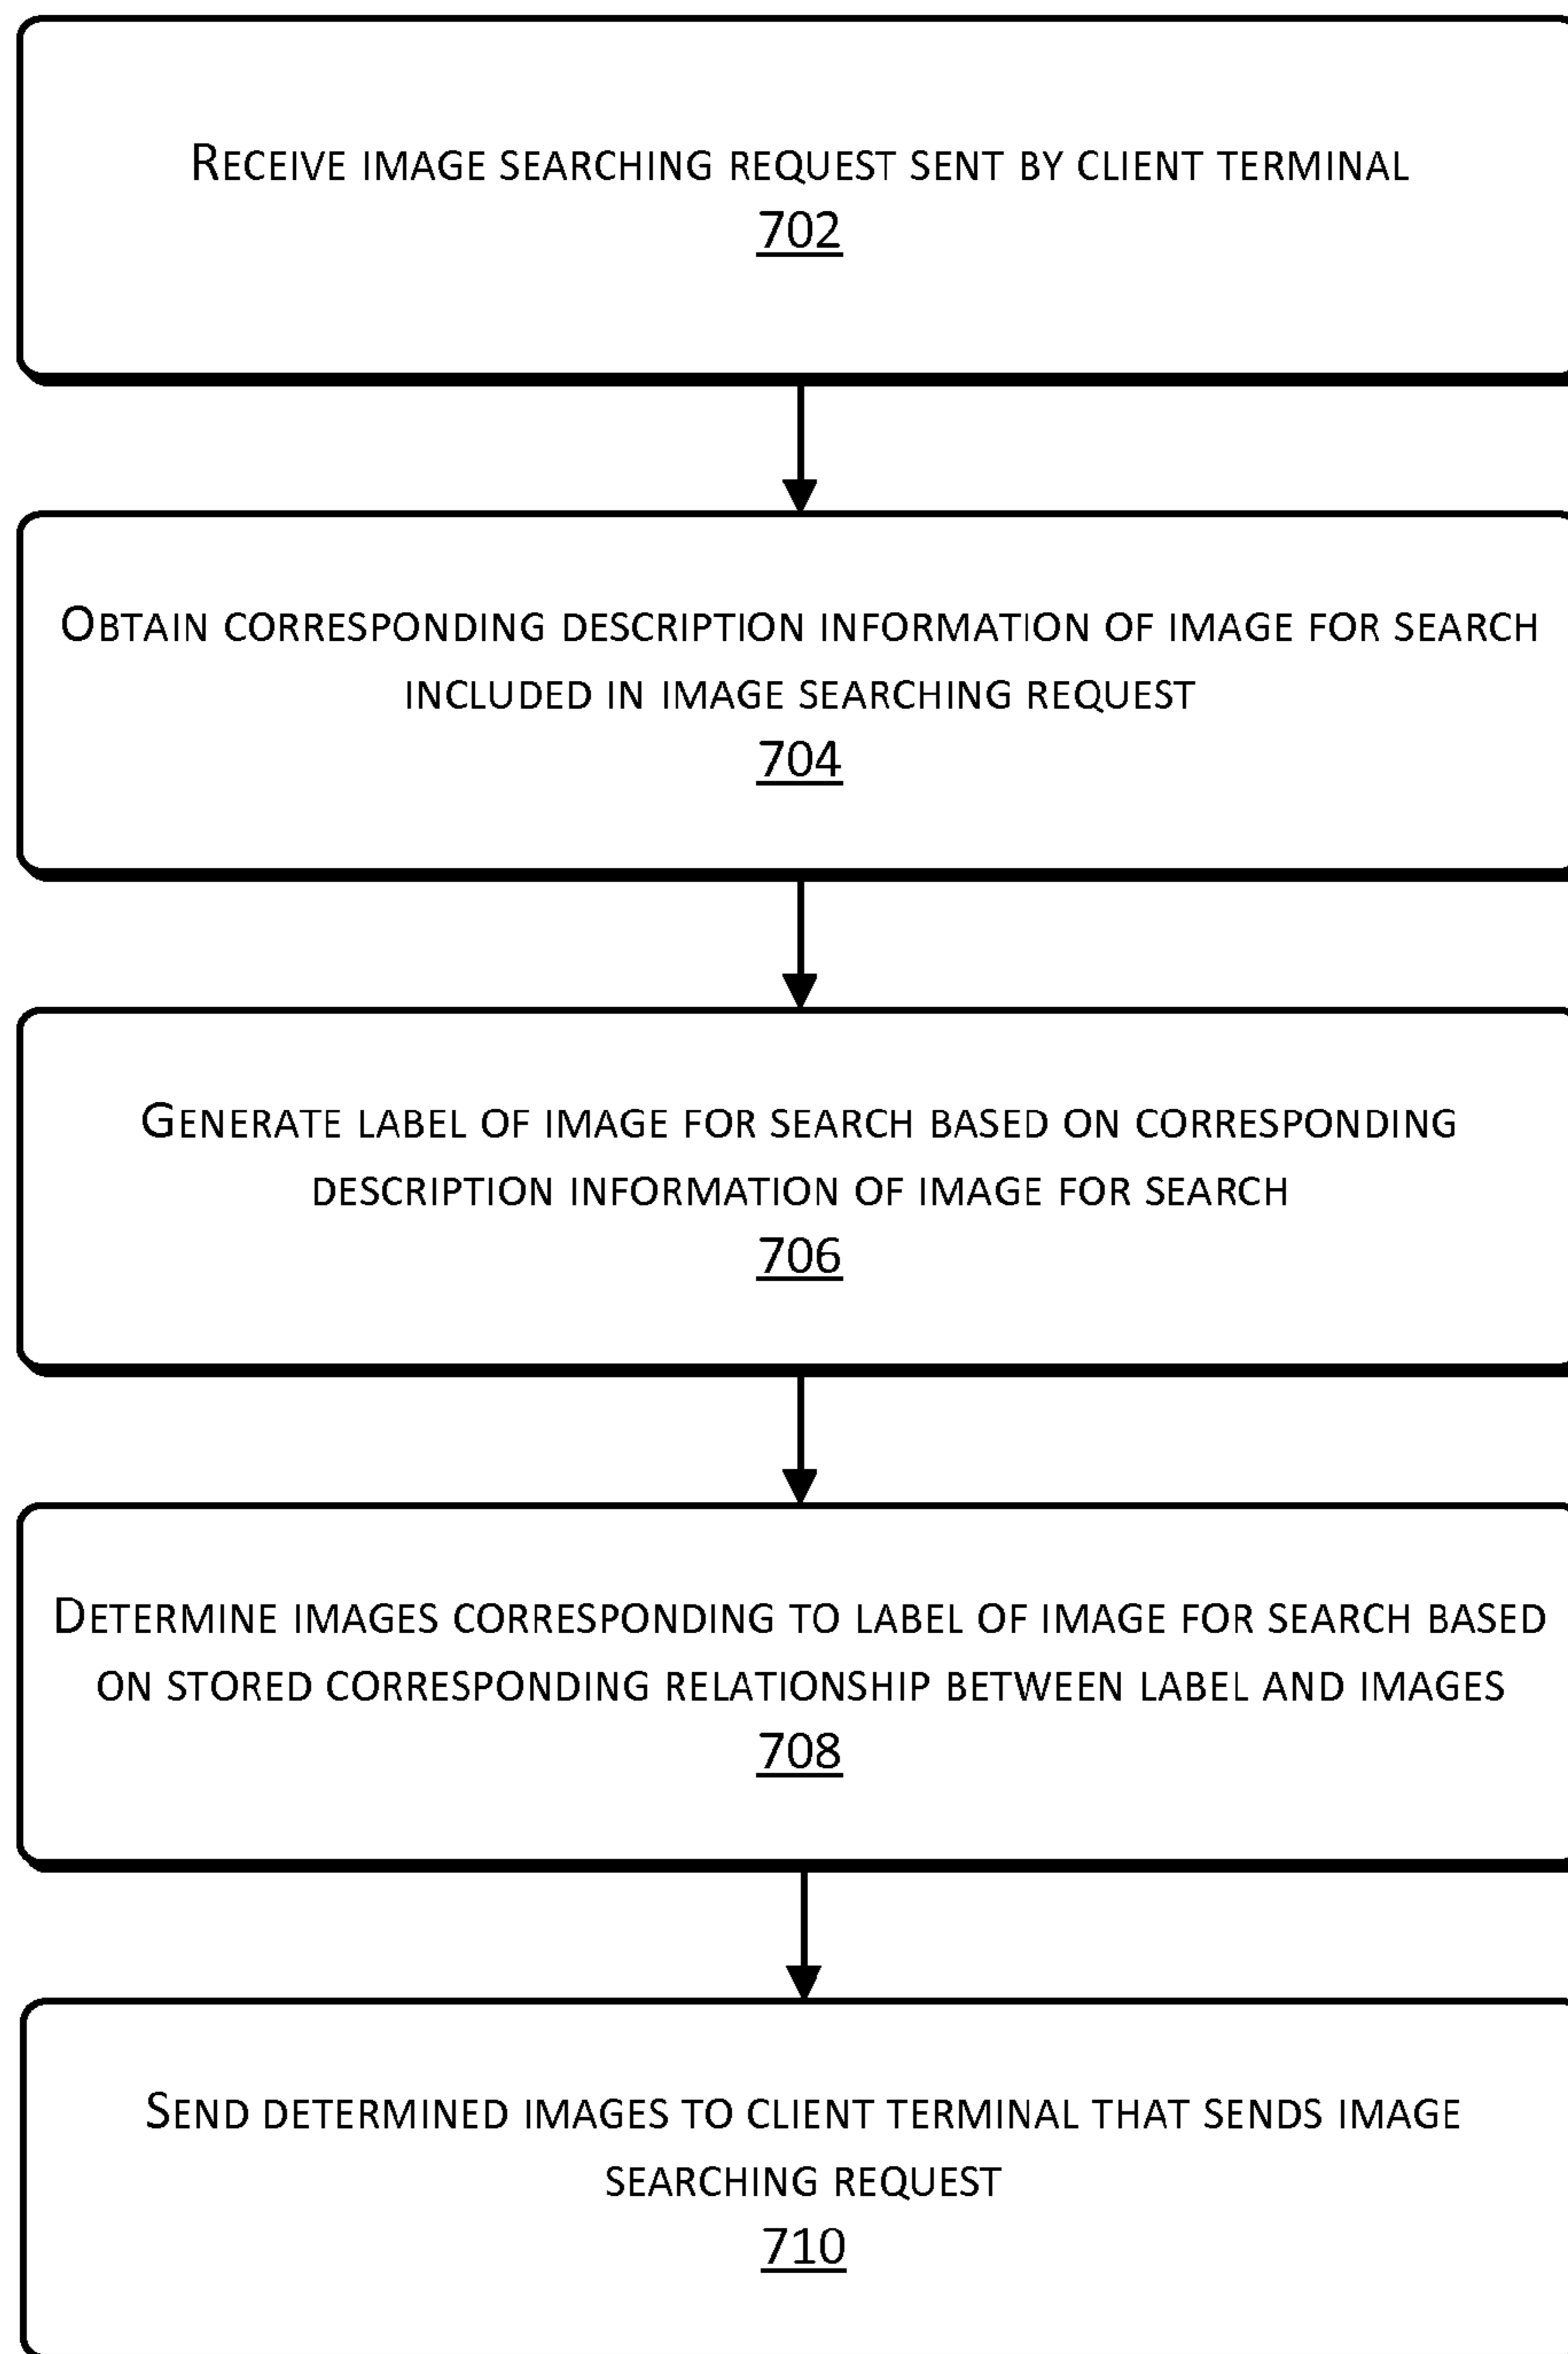 RECEIVE IMAGE SEARCHING REQUEST SENT BY CLIENT TERMINAL
702
OBTAIN CORRESPONDING DESCRIPTION INFORMATION OF IMAGE FOR SEARCH
INCLUDED IN IMAGE SEARCHING REQUEST
704
GENERATE LABEL OF IMAGE FOR SEARCH BASED ON CORRESPONDING
DESCRIPTION INFORMATION OF IMAGE FOR SEARCH
706
DETERMINE IMAGES CORRESPONDING TO LABEL OF IMAGE FOR SEARCH BASED
ON STORED CORRESPONDING RELATIONSHIP BETWEEN LABEL AND IMAGES
708
SEND DETERMINED IMAGES TO CLIENT TERMINAL THAT SENDS IMAGE
SEARCHING REQUEST
710